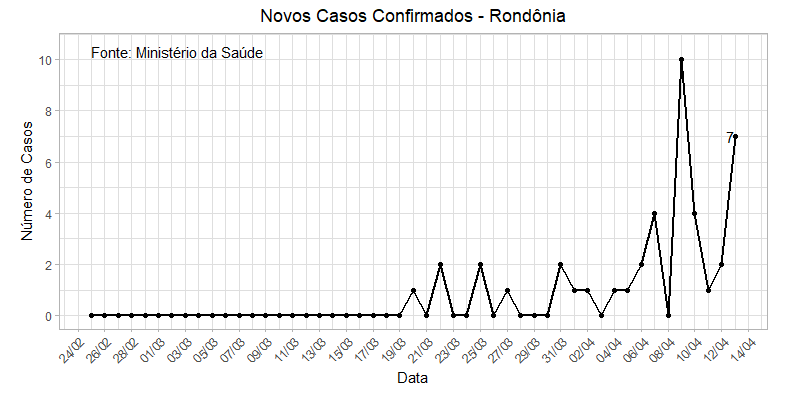 Novos Casos Confirmados - Rondônia
Fonte: Ministério da Saúde
10
8
6
4
2
0
7
Número de Casos
24/02 26/02 28/02 01/03 03/03 05/03 07/03 09/03 11/03 13/03 15/03 17/03 19/03 21/03 23/03 25/03 27/03 29/03 31/03 02/04 04/04 06/04 08/04 10/04 12/04 14/04
Data